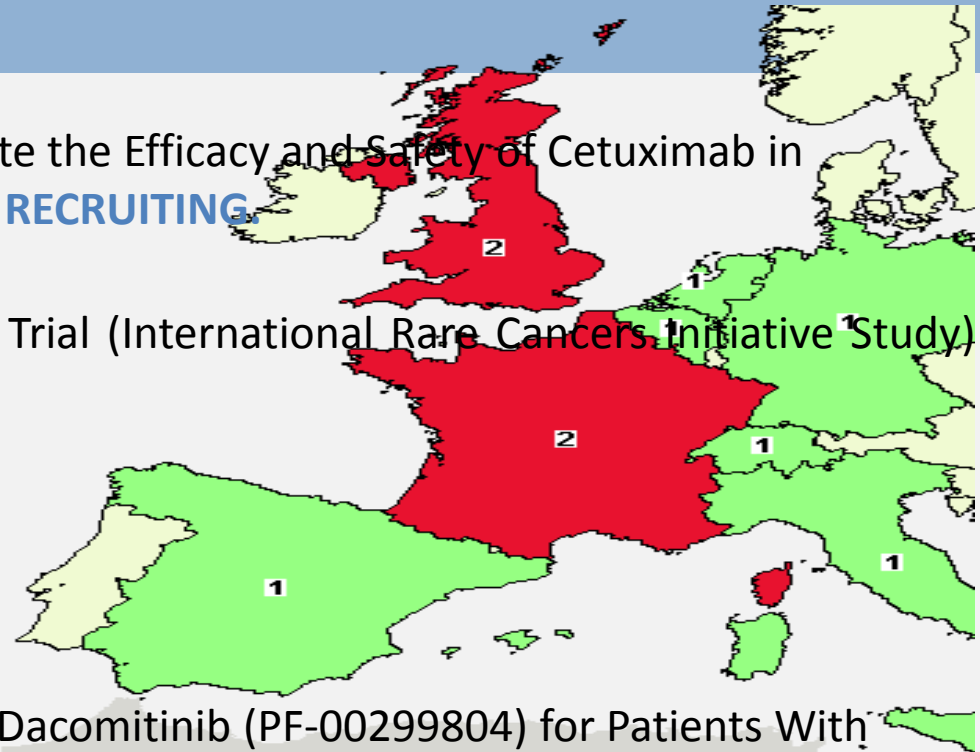 te the Efficacy and Safety of Cetuximab in
RECRUITING.
2
1
Trial (International Rare Cancers Initiative Study)
1
1
2
1
1
1
Dacomitinib (PF-00299804) for Patients With